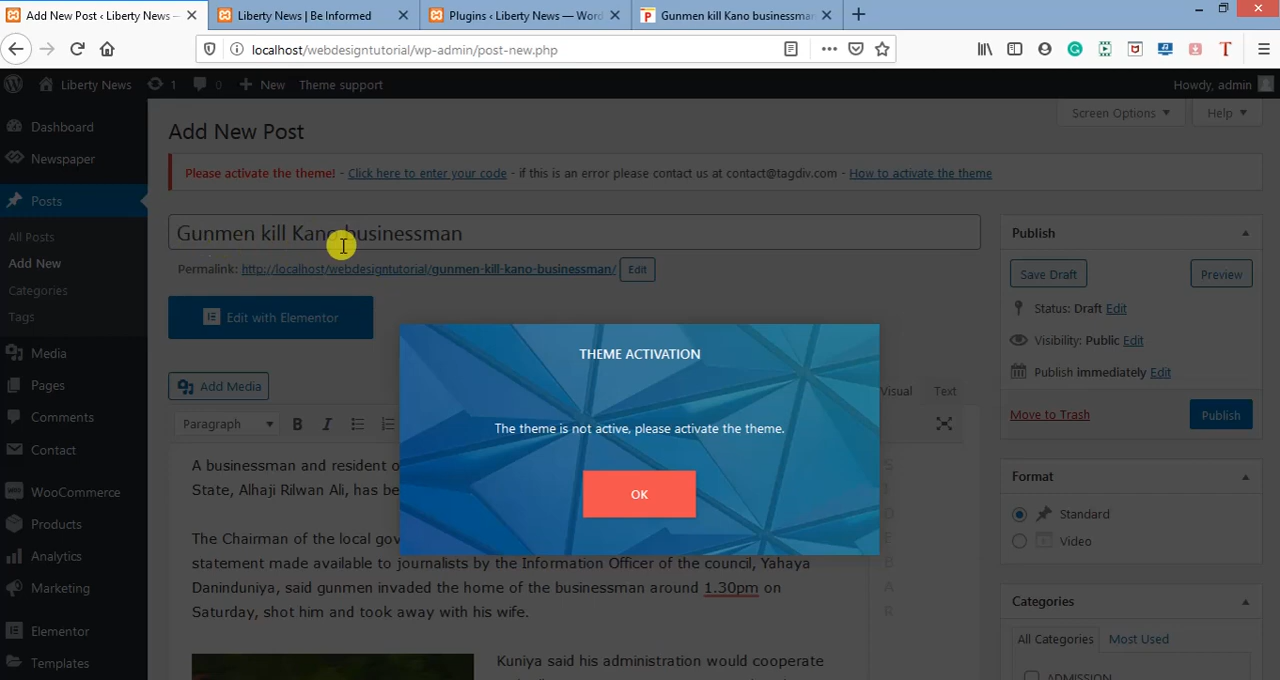 Add New Post ‹ Liberty News —
Liberty News | Be Informed
Plugins ‹ Liberty News — Word
Gunmen kill Kano businessman
localhost/webdesigntutorial/wp-admin/post-new.php
Liberty News
1
0
New
Theme support
Howdy, admin
Dashboard
Newspaper
Posts
All Posts
Add New
Categories
Tags
Media
Pages
Comments
Contact
WooCommerce
Products
Analytics
Marketing
Elementor
Templates
Screen Options
Help
Add New Post
Please activate the theme! - Click here to enter your code - if this is an error please contact us at contact@tagdiv.com - How to activate the theme
Gunmen kill Kano businessman
Permalink: http://localhost/webdesigntutorial/gunmen-kill-kano-businessman/ Edit
Edit with Elementor
Add Media
Visual
Text
Paragraph
B I
THEME ACTIVATION
The theme is not active, please activate the theme.
OK
A businessman and resident o
State, Alhaji Rilwan Ali, has be
The Chairman of the local gov
statement made available to journalists by the Information Officer of the council, Yahaya
Daninduniya, said gunmen invaded the home of the businessman around 1.30pm on
Saturday, shot him and took away with his wife.
Kuniya said his administration would cooperate
Publish
Save Draft
Preview
Status: Draft Edit
Visibility: Public Edit
Publish immediately Edit
Move to Trash
Publish
Format
Standard
Video
Categories
All Categories
Most Used
ADMISSION